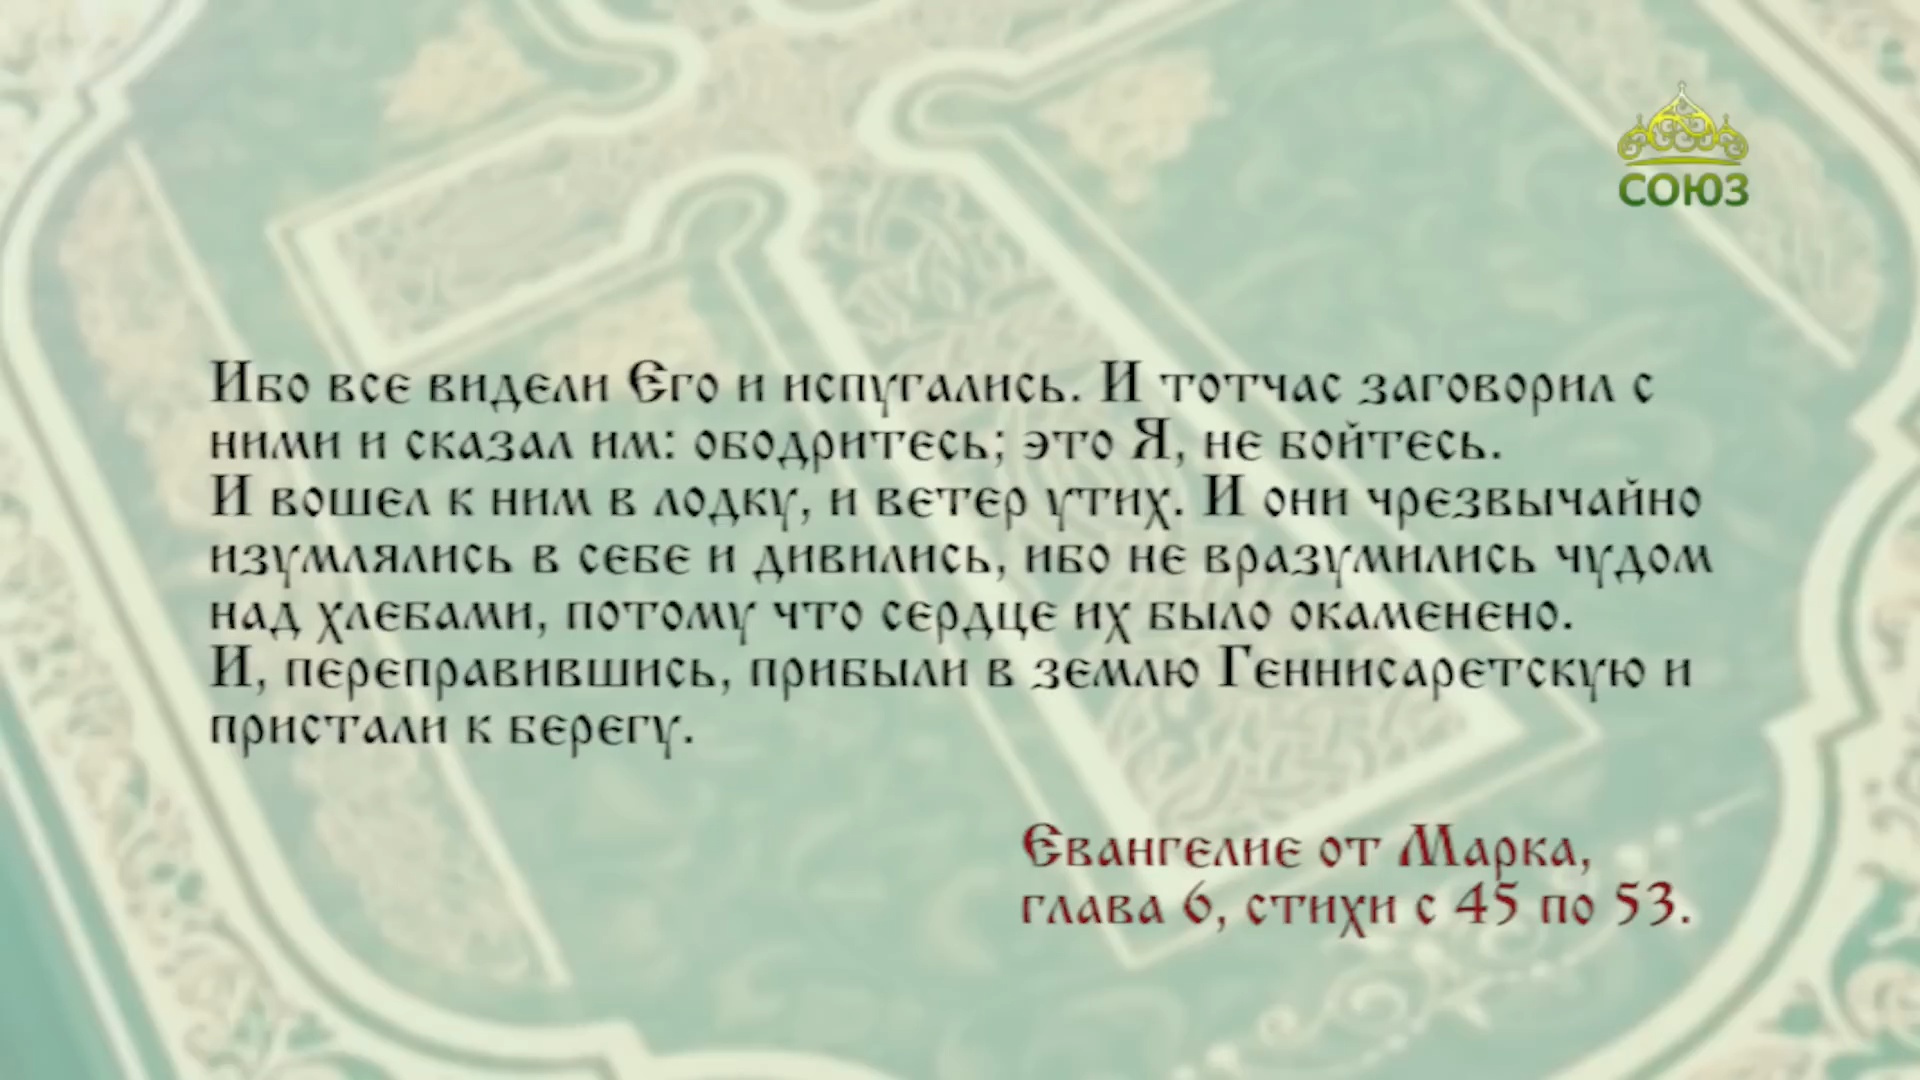 СОЮЗ
Ибо все видели Его и испугались. И тотчас заговорил с
ними и сказал им: ободритесь; это Я, не бойтесь.
И вошел к ним в лодку, и ветер утих. И они чрезвычайно
изумлялись в себе и дивились, ибо не вразумились чудом
над хлебами, потому что сердце их было окаменено.
И, переправившись, прибыли в землю Геннисаретскую и
пристали к берегу.
Евангелие от Марка,
глава 6, стихи с 45 по 53.